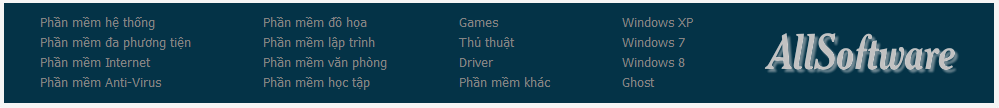 Phần mềm hệ thống
Phần mềm đa phương tiện
Phần mềm Internet
Phần mềm Anti-Virus
Phần mềm đồ họa
Phần mềm lập trình
Phần mềm văn phòng
Phần mềm học tập
Games
Thủ thuật
Driver
Phần mềm khác
Windows XP
Windows 7
Windows 8
Ghost
AllSoftware